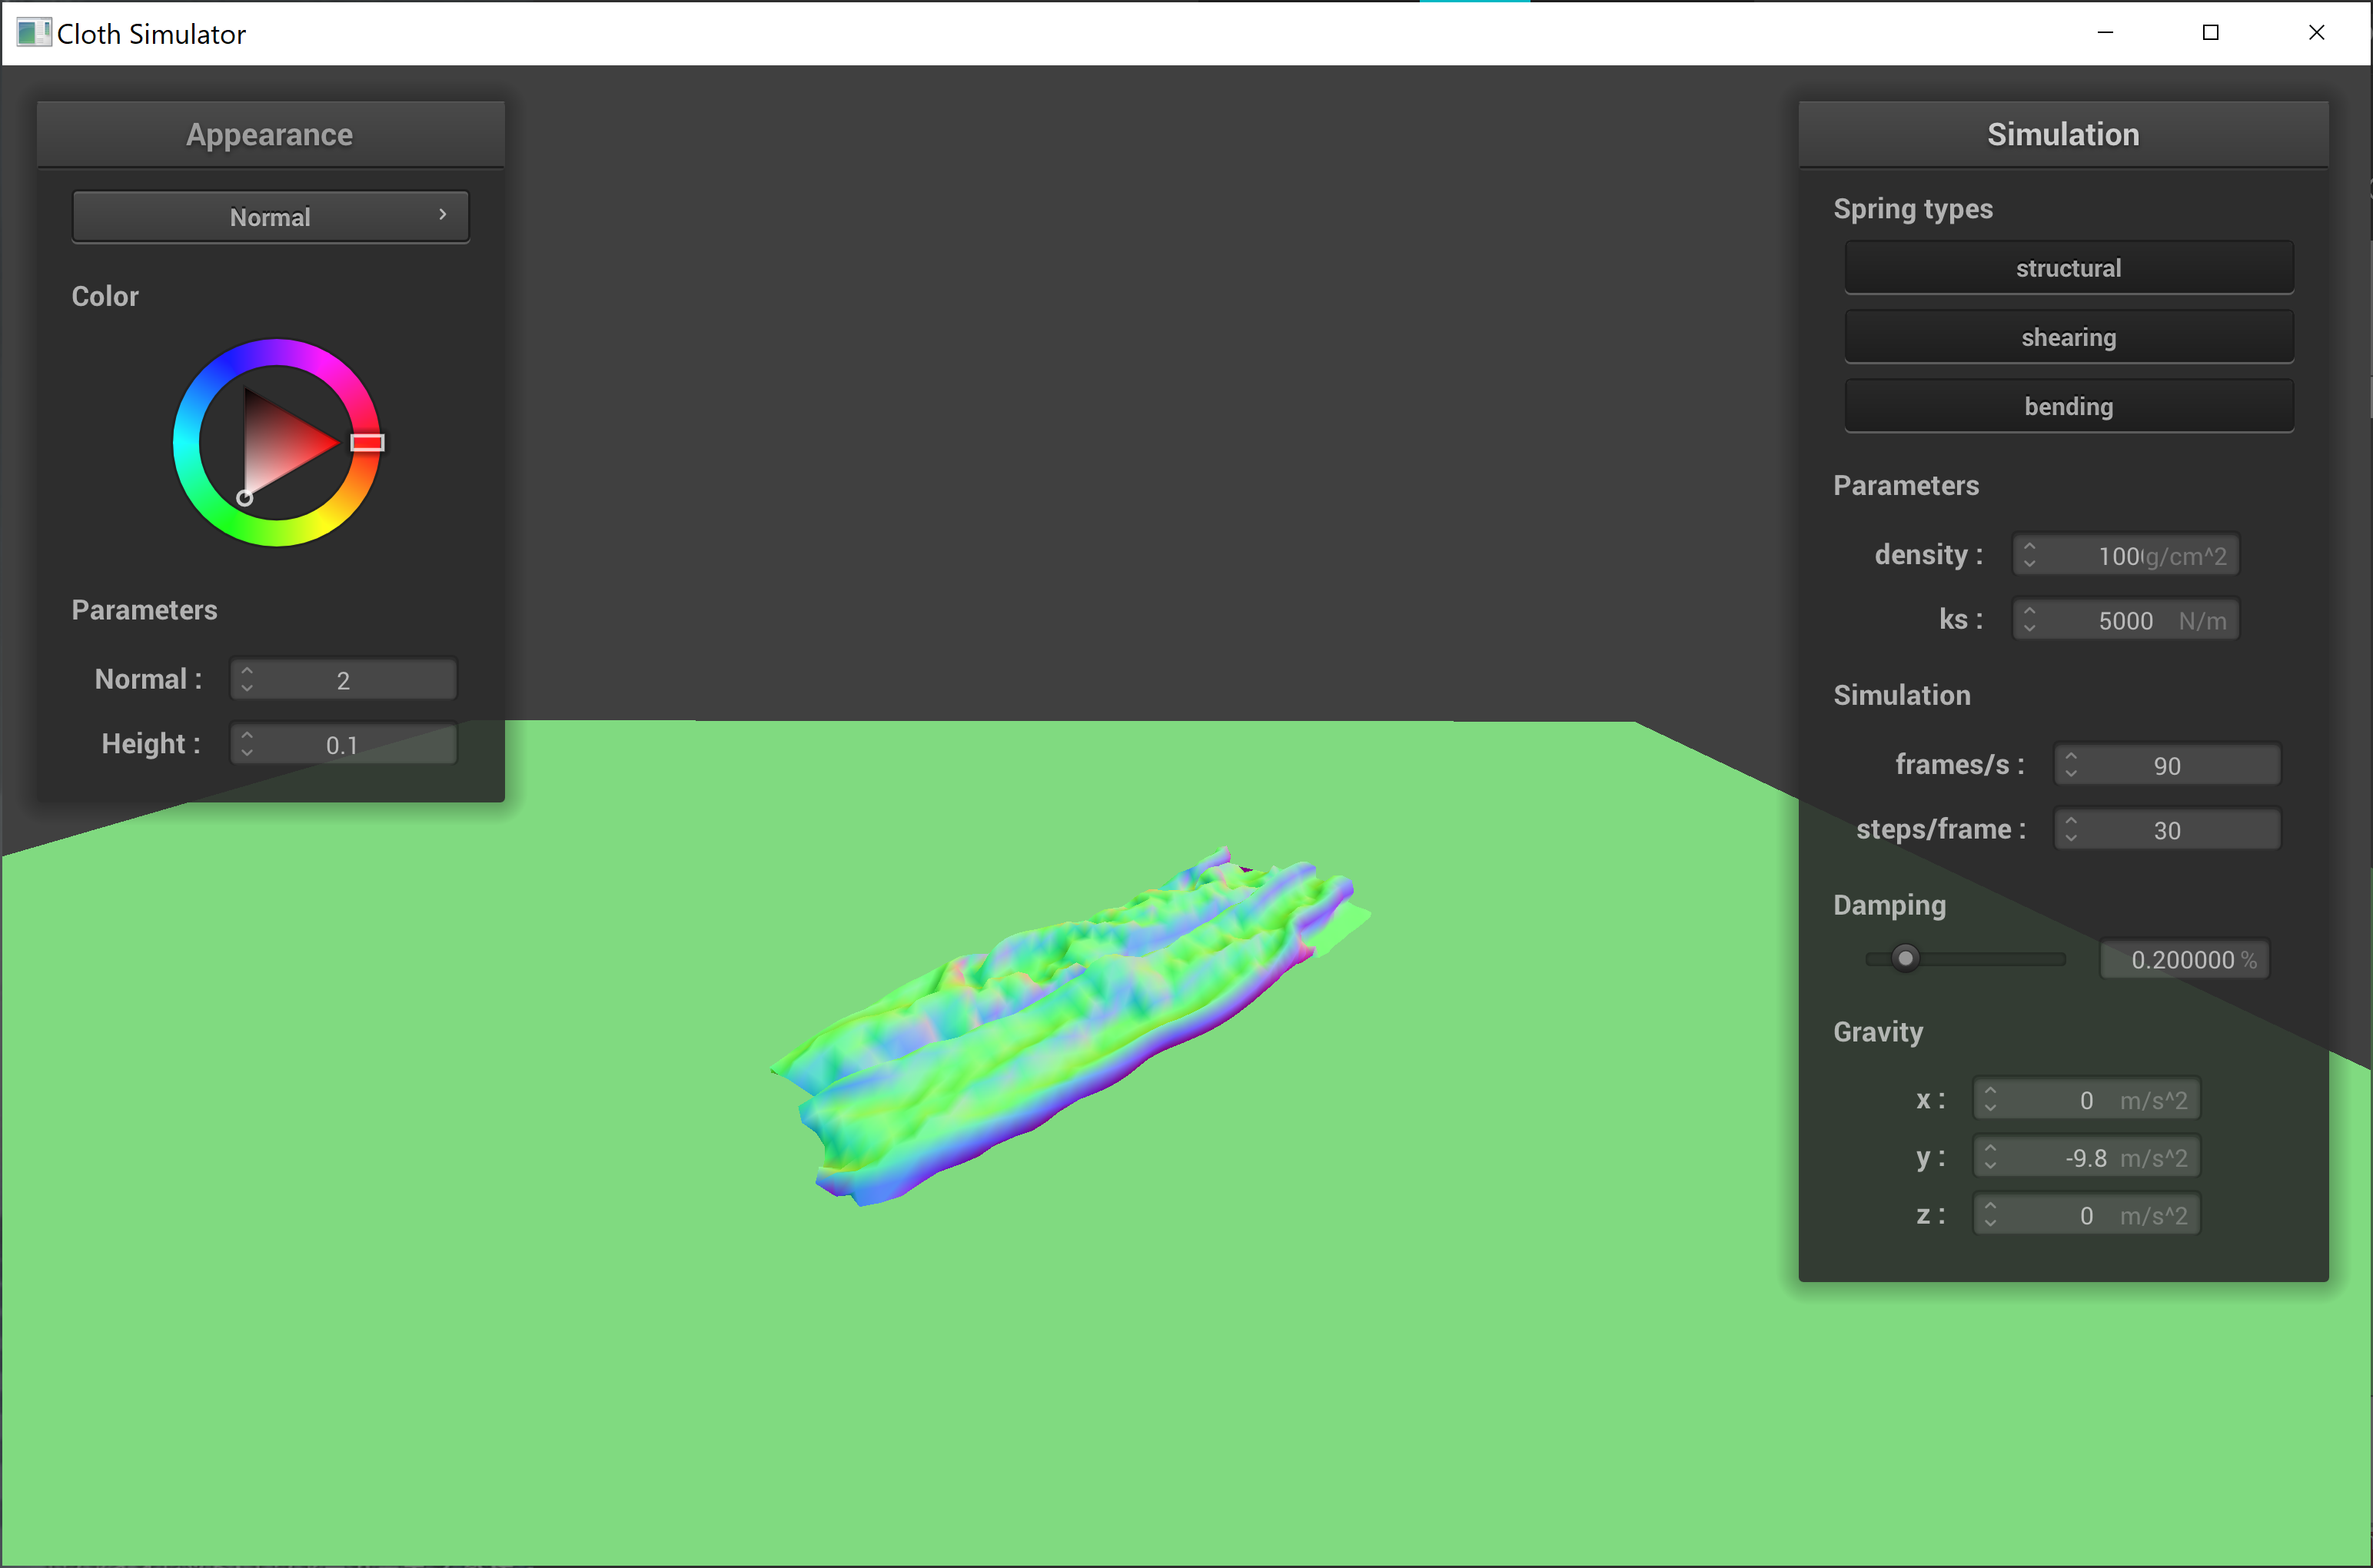 Cloth Simulator
Appearance
Normal
Color
Parameters
Normal :
2
Height :
0.1
Simulation
Spring types
structural
shearing
bending
Parameters
density :
100
g/cm^2
ks :
5000 N/m
Simulation
frames/s :
90
steps/frame :
30
Damping
0.200000 %
Gravity
x :
0 m/s^2
y :
-9.8 m/s^2
z :
0 m/s^2